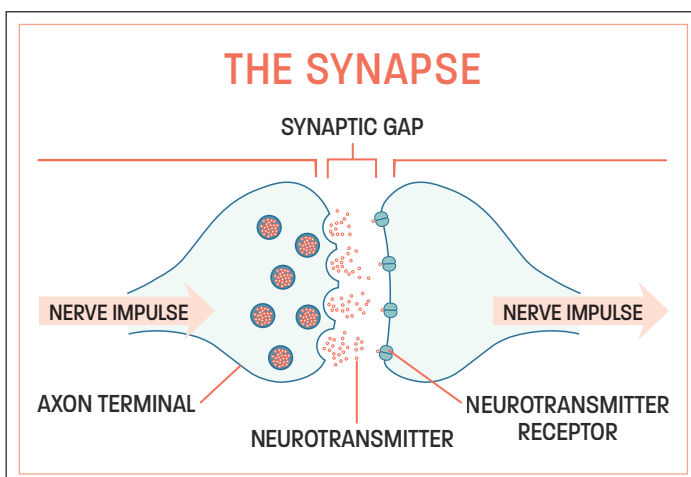 THE SYNAPSE
SYNAPTIC GAP
NERVE IMPULSE
NERVE IMPULSE
AXON TERMINAL
NEUROTRANSMITTER
NEUROTRANSMITTER
RECEPTOR